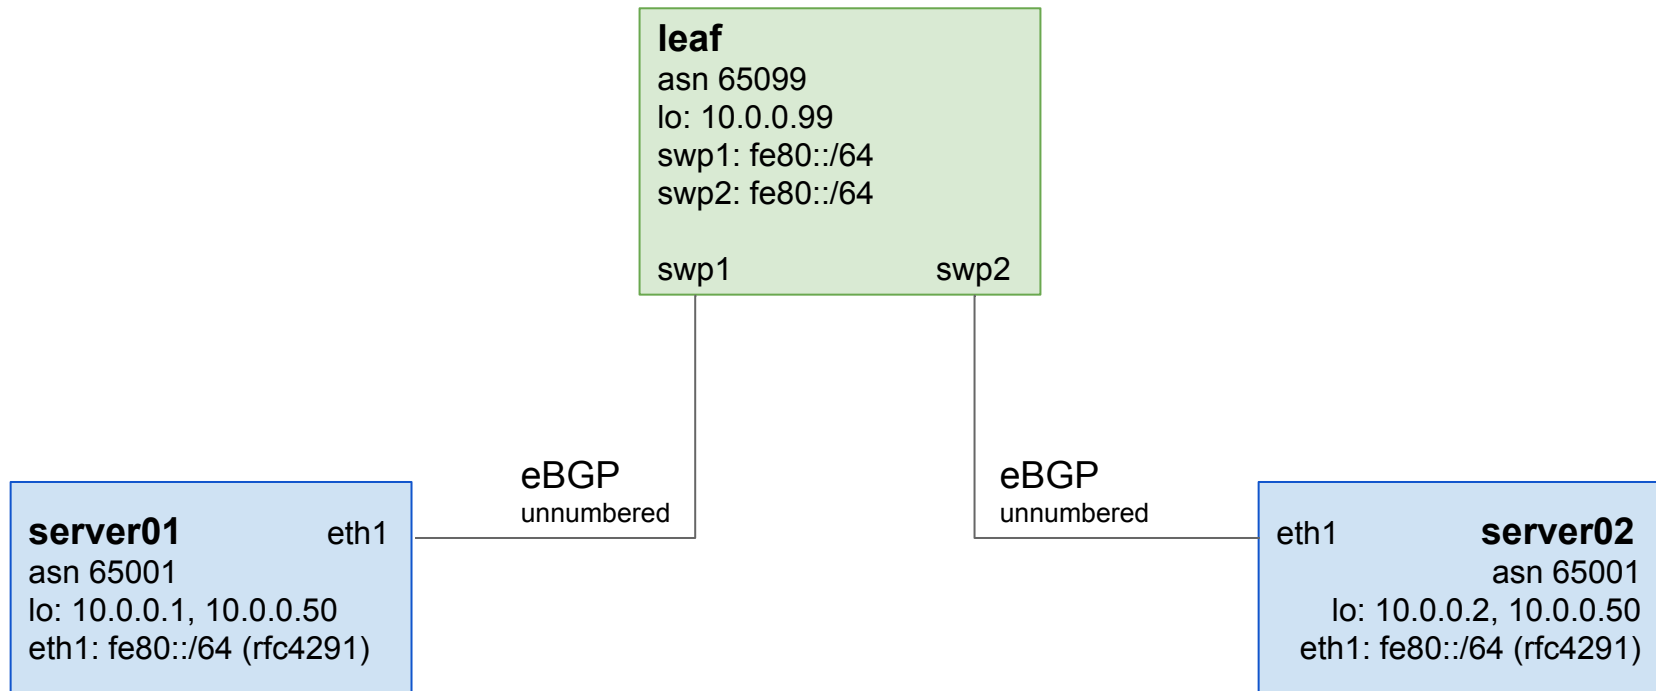 leaf
asn 65099
lo: 10.0.0.99
swp1: fe80::/64
swp2: fe80::/64
swp1 swp2
eBGP
unnumbered
eBGP
unnumbered
server01 eth1
asn 65001
lo: 10.0.0.1, 10.0.0.50
eth1: fe80::/64 (rfc4291)
eth1 server02
asn 65001
lo: 10.0.0.2, 10.0.0.50
eth1: fe80::/64 (rfc4291)